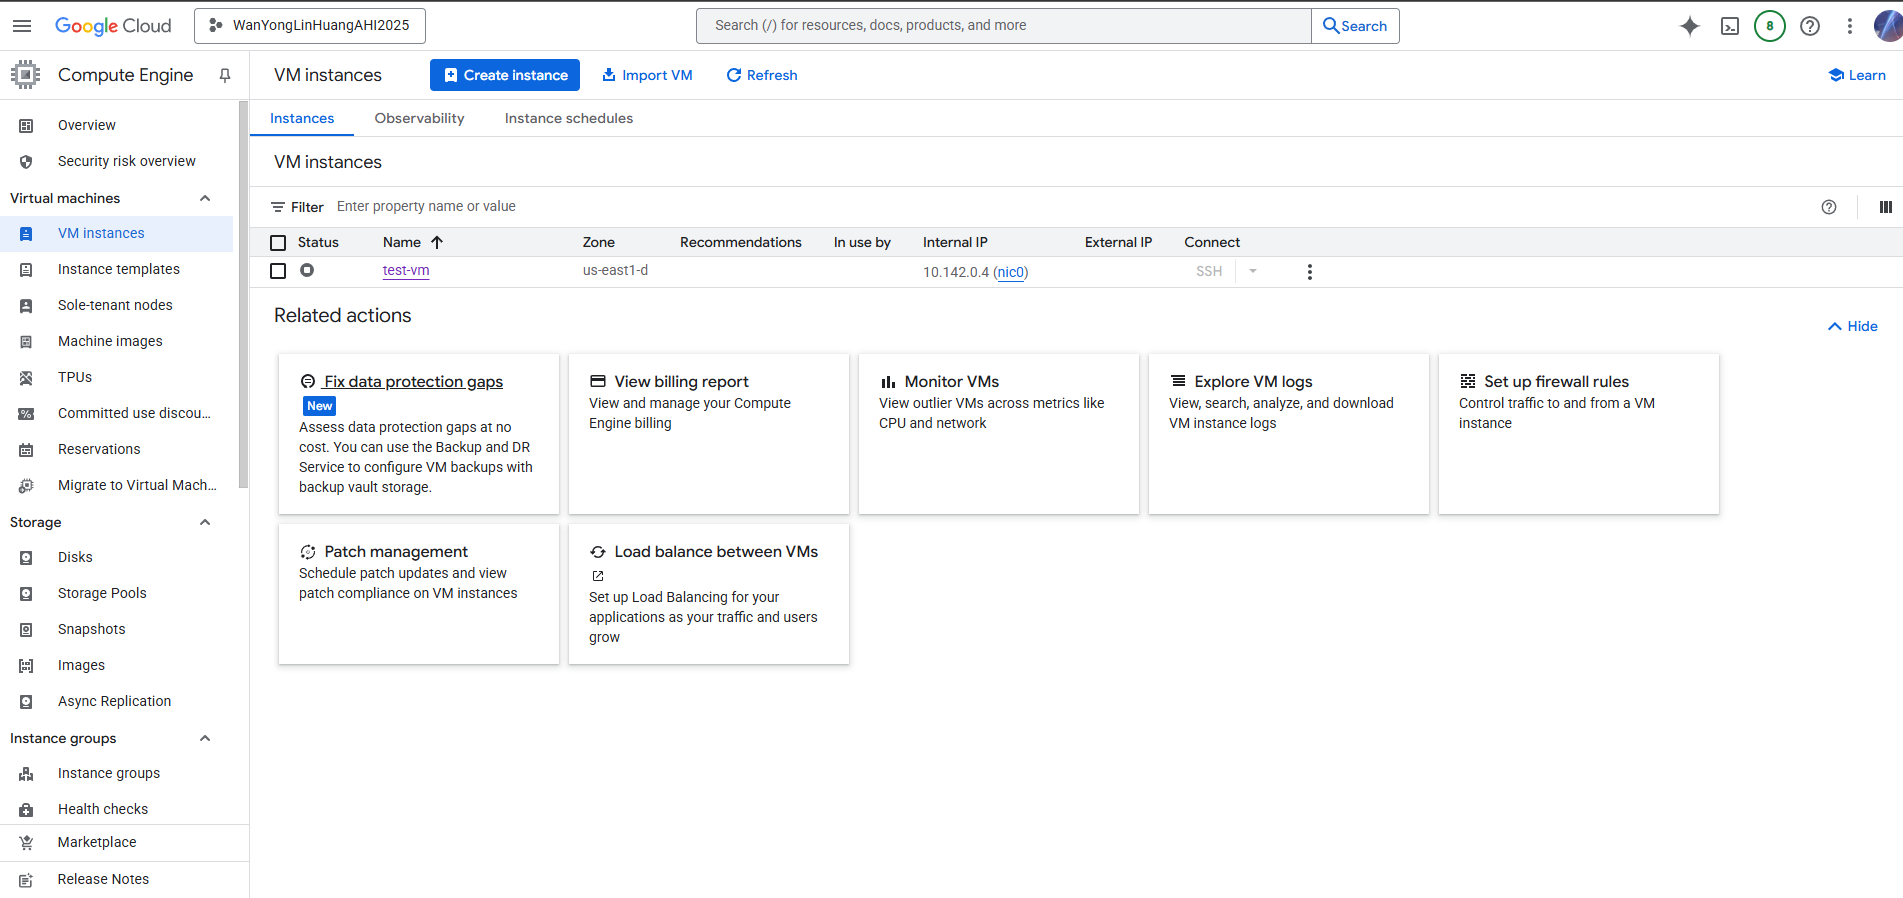 Google Cloud
WanYongLinHuangAHI2025
Search (/) for resources, docs, products, and more
Search
8
Compute Engine
VM instances
Create instance
Import VM
Refresh
Learn
Overview
Security risk overview
Virtual machines
VM instances
Instance templates
Sole-tenant nodes
Machine images
TPUs
Committed use discou...
Reservations
Migrate to Virtual Mach...
Storage
Disks
Storage Pools
Snapshots
Images
Async Replication
Instance groups
Instance groups
Health checks
Marketplace
Release Notes
Instances
Observability
Instance schedules
VM instances
Filter
Enter property name or value
Status
Name
Zone
Recommendations
In use by
Internal IP
External IP
Connect
test-vm
us-east1-d
10.142.0.4 (nic0)
SSH
Related actions
Hide
Fix data protection gaps
New
Assess data protection gaps at no
cost. You can use the Backup and DR
Service to configure VM backups with
backup vault storage.
View billing report
View and manage your Compute
Engine billing
Monitor VMs
View outlier VMs across metrics like
CPU and network
Explore VM logs
View, search, analyze, and download
VM instance logs
Set up firewall rules
Control traffic to and from a VM
instance
Patch management
Schedule patch updates and view
patch compliance on VM instances
Load balance between VMs
Set up Load Balancing for your
applications as your traffic and users
grow